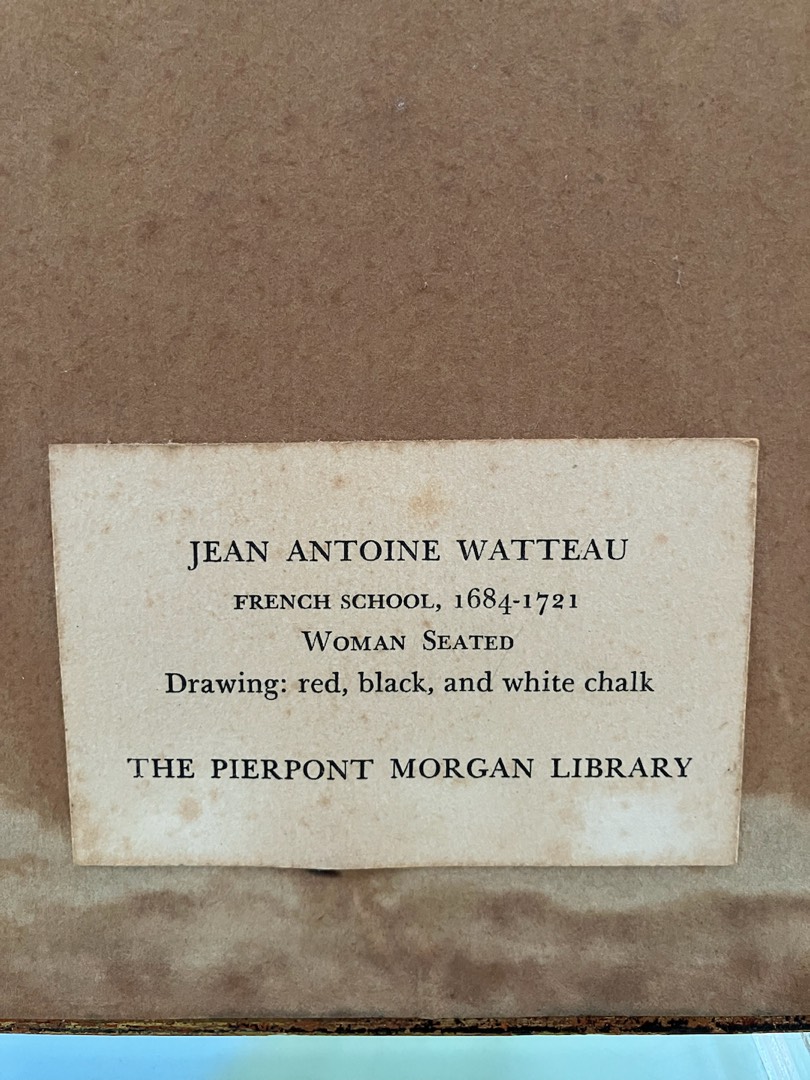 JEAN ANTOINE WATTEAU
FRENCH SCHOOL, 1684-1721
WOMAN SEATED
Drawing: red, black, and white chalk
THE PIERPONT MORGAN LIBRARY